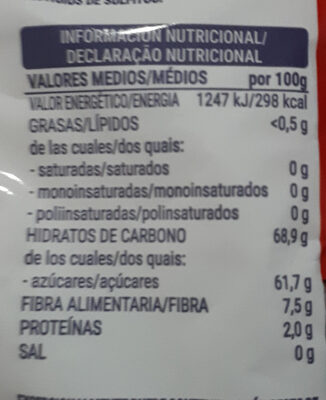 INFORMACIÓN NUTRICIONAL/
DECLARAÇÃO NUTRICIONAL
VALORES MEDIOS/MÉDIOS por 100g
VALOR ENERGÉTICO/ENERGIA 1247 kJ/298 kcal
GRASAS/LÍPIDOS <0,5 g
de las cuales/dos quais:
- saturadas/saturados 0 g
- monoinsaturadas/monoinsaturados 0 g
- poliinsaturadas/polinsaturados 0 g
HIDRATOS DE CARBONO 68,9 g
de los cuales/dos quais:
- azúcares/açúcares 61,7 g
FIBRA ALIMENTARIA/FIBRA 7,5 g
PROTEÍNAS 2,0 g
SAL 0 g